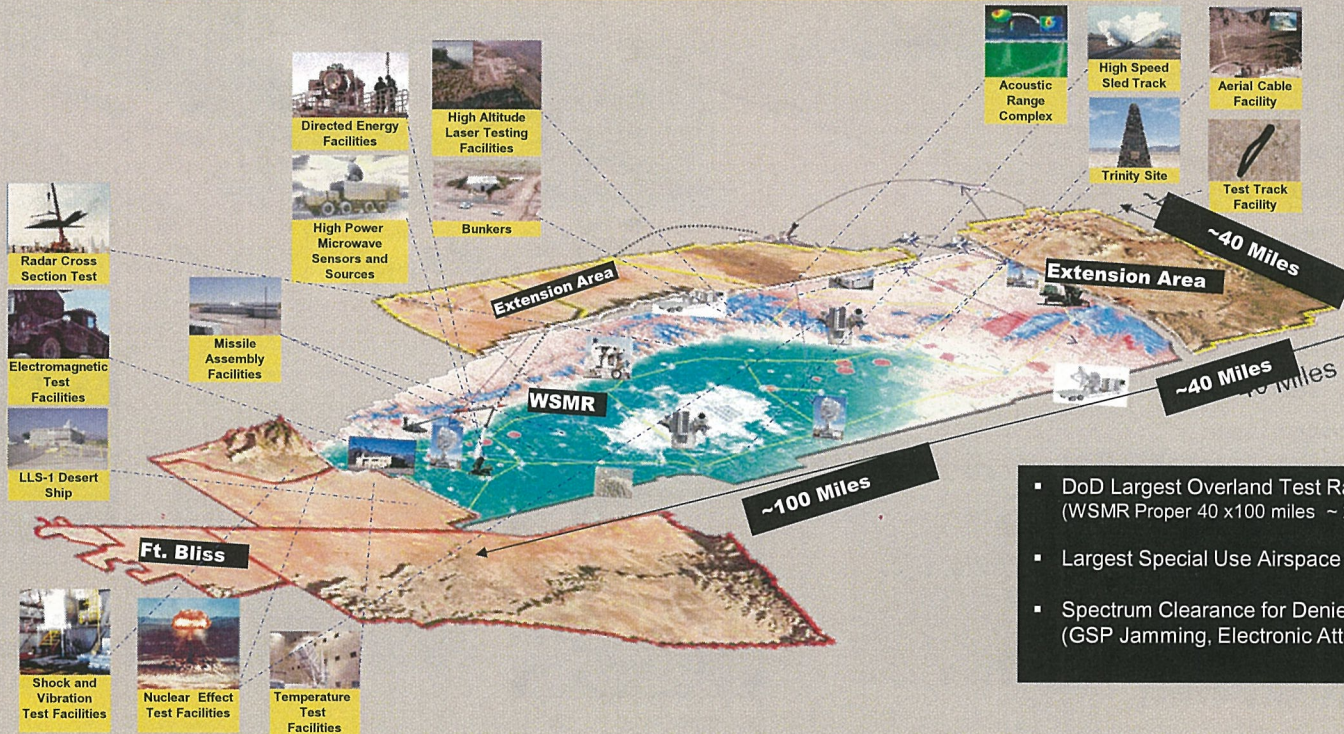 Directed Energy
Facilities
High Altitude
Laser Testing
Facilities
Acoustic
Range
Complex
High Speed
Sled Track
Aerial Cable
Facility
High Power
Microwave
Sensors and
Sources
Bunkers
Trinity Site
Test Track
Facility
Radar Cross
Section Test
Missile
Assembly
Facilities
Electromagnetic
Test
Facilities
LLS-1 Desert
Ship
Extension Area
Extension Area
~40 Miles
WSMR
~40 Miles
Miles
~100 Miles
Ft. Bliss
Shock and
Vibration
Test Facilities
Nuclear Effect
Test Facilities
Temperature
Test
Facilities
▪ DoD Largest Overland Test Ra
(WSMR Proper 40 x100 miles ~
▪ Largest Special Use Airspace
▪ Spectrum Clearance for Denie
(GSP Jamming, Electronic Att